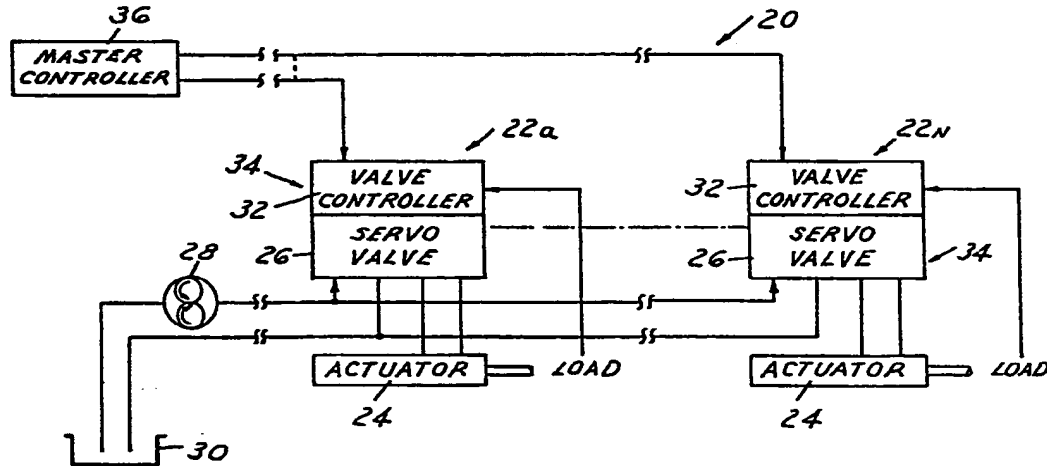 36
20
MASTER
CONTROLLER
22a
22N
34
32
VALVE
CONTROLLER
32
VALVE
CONTROLLER
28
26
SERVO
VALVE
26
SERVO
VALVE
34
ACTUATOR
LOAD
ACTUATOR
LOAD
24
24
30